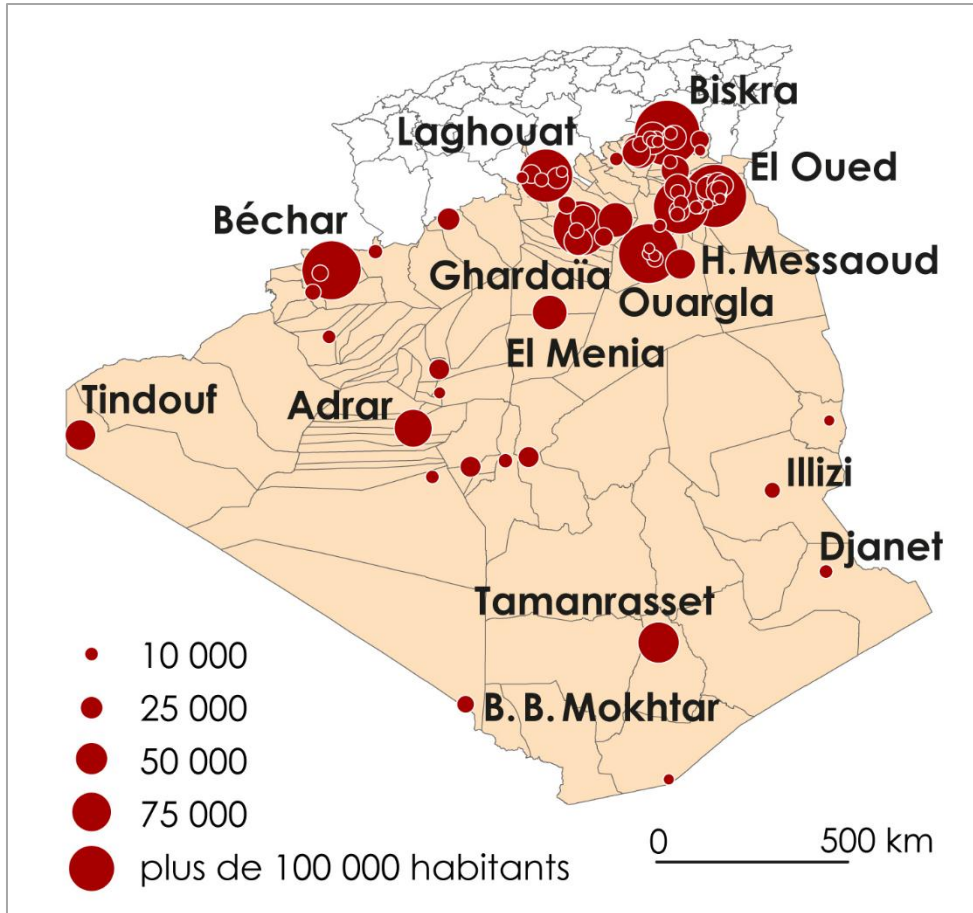 Biskra
Laghouat
El Oued
Béchar
H. Messaoud
Ghardaïa
Ouargla
El Menia
Tindouf
Adrar
Illizi
Djanet
Tamanrasset
B. B. Mokhtar
10 000
25 000
50 000
75 000
plus de 100 000 habitants
0 500 km